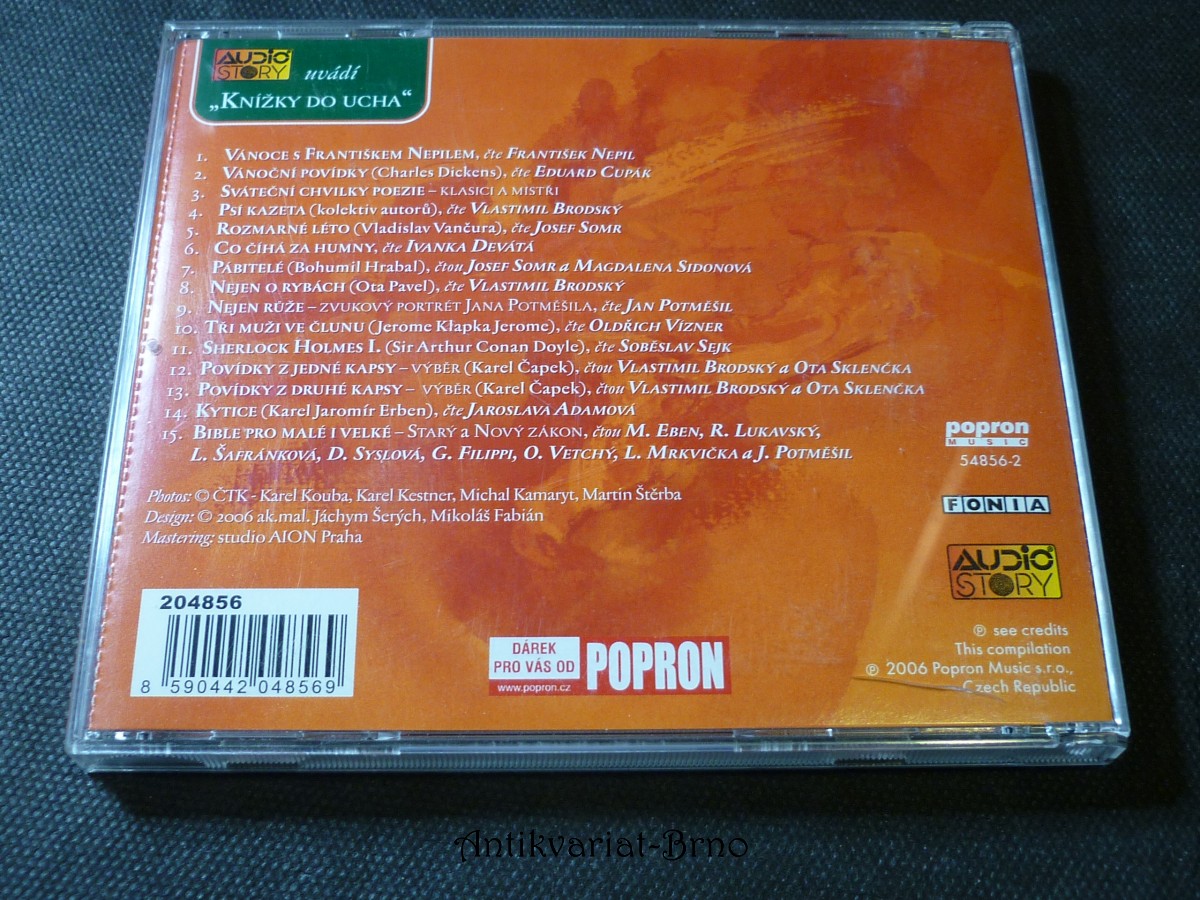 AUDIO STORY uvádí
„KNÍŽKY DO UCHA“
1. VÁNOCE S FRANTIŠKEM NEPILEM, čte FRANTIŠEK NEPIL
2. VÁNOČNÍ POVÍDKY (CHARLES DICKENS), čte EDUARD CUPÁK
3. SVÁTEČNÍ CHVILKY POEZIE – KLASICI A MISTŘI
4. PSÍ KAZETA (KOLEKTIV AUTORŮ), čte VLASTIMIL BRODSKÝ
5. ROZMARNÉ LÉTO (VLADISLAV VANČURA), čte JOSEF SOMR
6. CO ČÍHÁ ZA HUMNY, čte IVANKA DEVÁTÁ
7. PÁBITELÉ (BOHUMIL HRABAL), čtou JOSEF SOMR A MAGDALENA SIDONOVÁ
8. NEJEN O RYBÁCH (OTA PAVEL), čte VLASTIMIL BRODSKÝ
9. NEJEN RŮŽE – ZVUKOVÝ PORTRÉT JANA POTMĚŠILA, čte JAN POTMĚŠIL
10. TŘI MUŽI VE ČLUNU (JEROME KLAPKA JEROME), čte OLDŘICH VÍZNER
11. SHERLOCK HOLMES I. (SIR ARTHUR CONAN DOYLE), čte SOBĚSLAV SEJK
12. POVÍDKY Z JEDNÉ KAPSY – VÝBĚR (KAREL ČAPEK), čtou VLASTIMIL BRODSKÝ A OTA SKLENČKA
13. POVÍDKY Z DRUHÉ KAPSY – VÝBĚR (KAREL ČAPEK), čtou VLASTIMIL BRODSKÝ A OTA SKLENČKA
14. KYTICE (KAREL JAROMÍR ERBEN), čte JAROSLAVA ADAMOVÁ
15. BIBLE PRO MALÉ I VELKÉ – STARÝ a NOVÝ ZÁKON, čtou M. EBEN, R. LUKAVSKÝ,
L. ŠAFRÁNKOVÁ, D. SYSLOVÁ, G. FILIPPI, O. VETCHÝ, L. MRKVIČKA A J. POTMĚŠIL
Photos: © ČTK - Karel Kouba, Karel Kestner, Michal Kamaryt, Martin Štěrba
Design: © 2006 ak.mal. Jáchym Šerých, Mikoláš Fabián
Mastering: studio AION Praha
popron
MUSIC
54856-2
FONIA
AUDIO
STORY
℗ see credits
This compilation
℗ 2006 Popron Music s.r.o.,
Czech Republic
204856
8 590442 048569
DÁREK
PRO VÁS OD
www.popron.cz
POPRON
Antikvariat-Brno